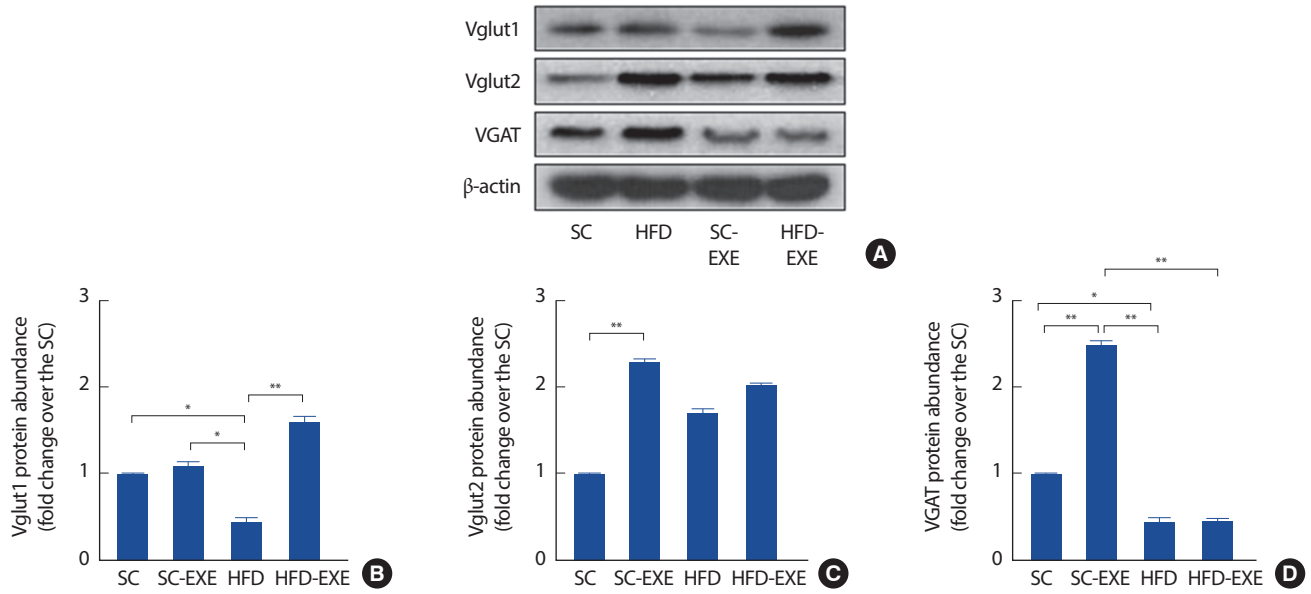 Vglut1
Vglut2
VGAT
β-actin
SC HFD SC-EXE HFD-EXE
A
Vglut1 protein abundance
(fold change over the SC)
3
2
1
0
*
*
**
SC SC-EXE HFD HFD-EXE
B
Vglut2 protein abundance
(fold change over the SC)
3
2
1
0
**
SC SC-EXE HFD HFD-EXE
C
VGAT protein abundance
(fold change over the SC)
3
2
1
0
**
*
** **
SC SC-EXE HFD HFD-EXE
D